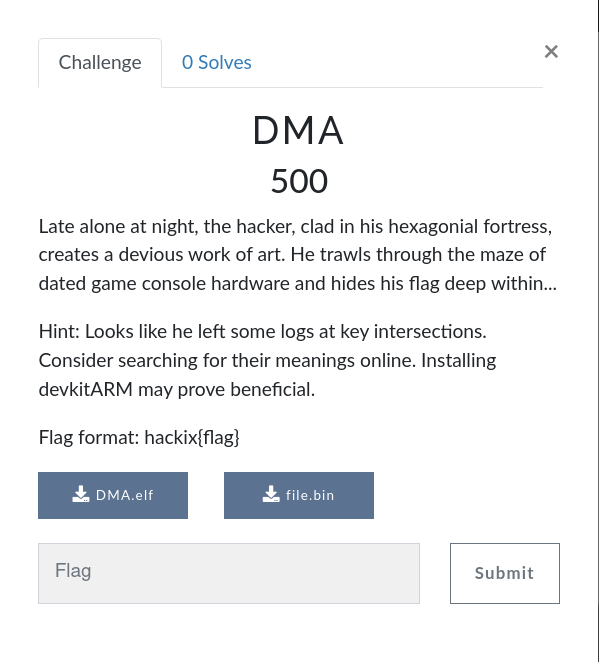 Challenge
0 Solves
×
DMA
500
Late alone at night, the hacker, clad in his hexagonial fortress,
creates a devious work of art. He trawls through the maze of
dated game console hardware and hides his flag deep within...
Hint: Looks like he left some logs at key intersections.
Consider searching for their meanings online. Installing
devkitARM may prove beneficial.
Flag format: hackix{flag}
DMA.elf
file.bin
Flag
Submit